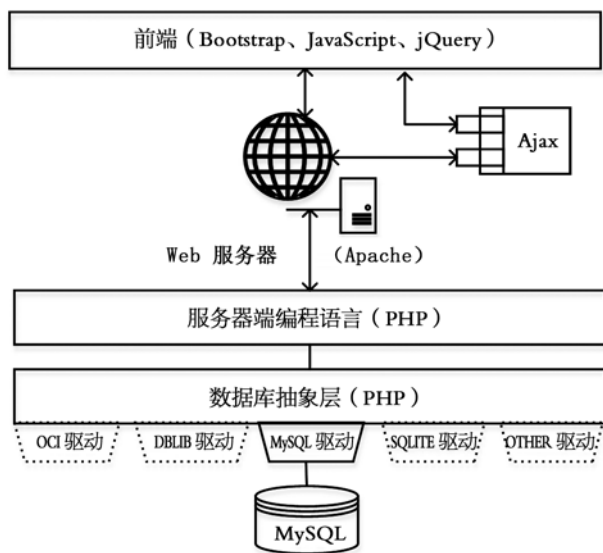 前端（Bootstrap、JavaScript、jQuery）
Ajax
Web 服务器 （Apache）
服务器端编程语言（PHP）
数据库抽象层（PHP）
OCI 驱动 DBLIB 驱动 MySQL 驱动 SQLITE 驱动 OTHER 驱动
MySQL